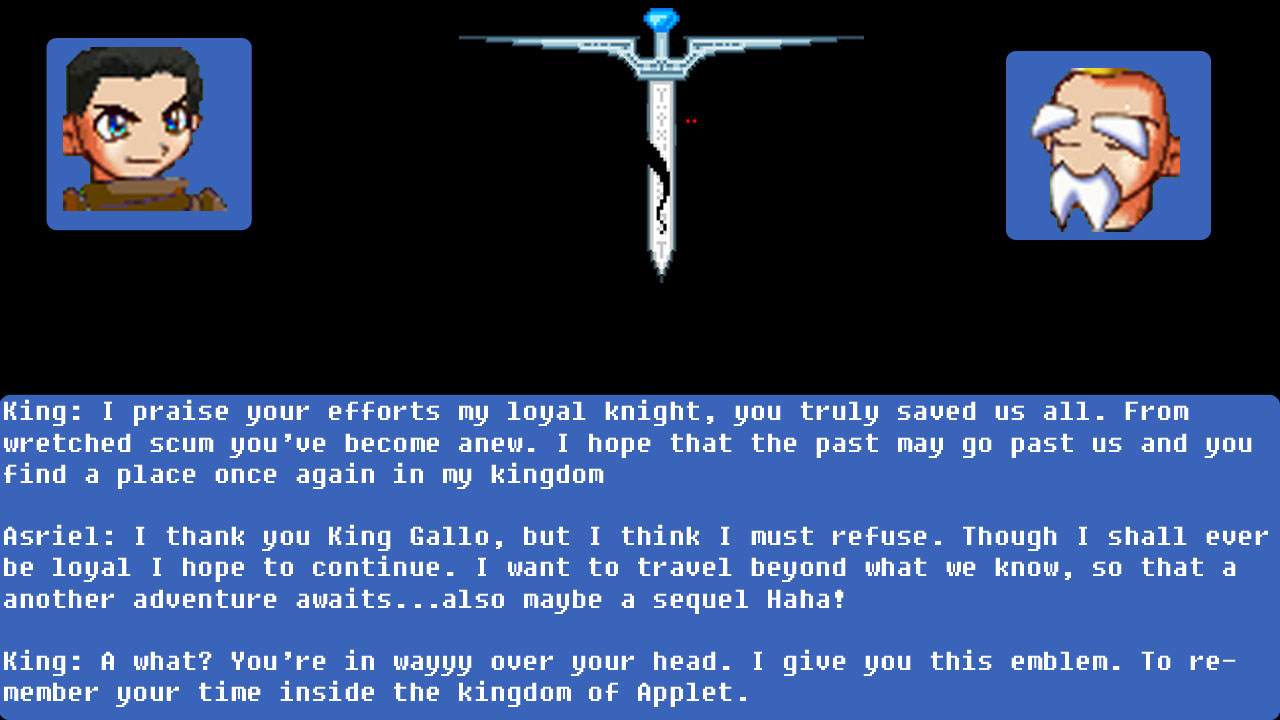 King: I praise your efforts my loyal knight, you truly saved us all. From
wretched scum you've become anew. I hope that the past may go past us and you
find a place once again in my kingdom
Asriel: I thank you King Gallo, but I think I must refuse. Though I shall ever
be loyal I hope to continue. I want to travel beyond what we know, so that a
another adventure awaits...also maybe a sequel Haha!
King: A what? You're in wayyy over your head. I give you this emblem. To re-
member your time inside the kingdom of Applet.